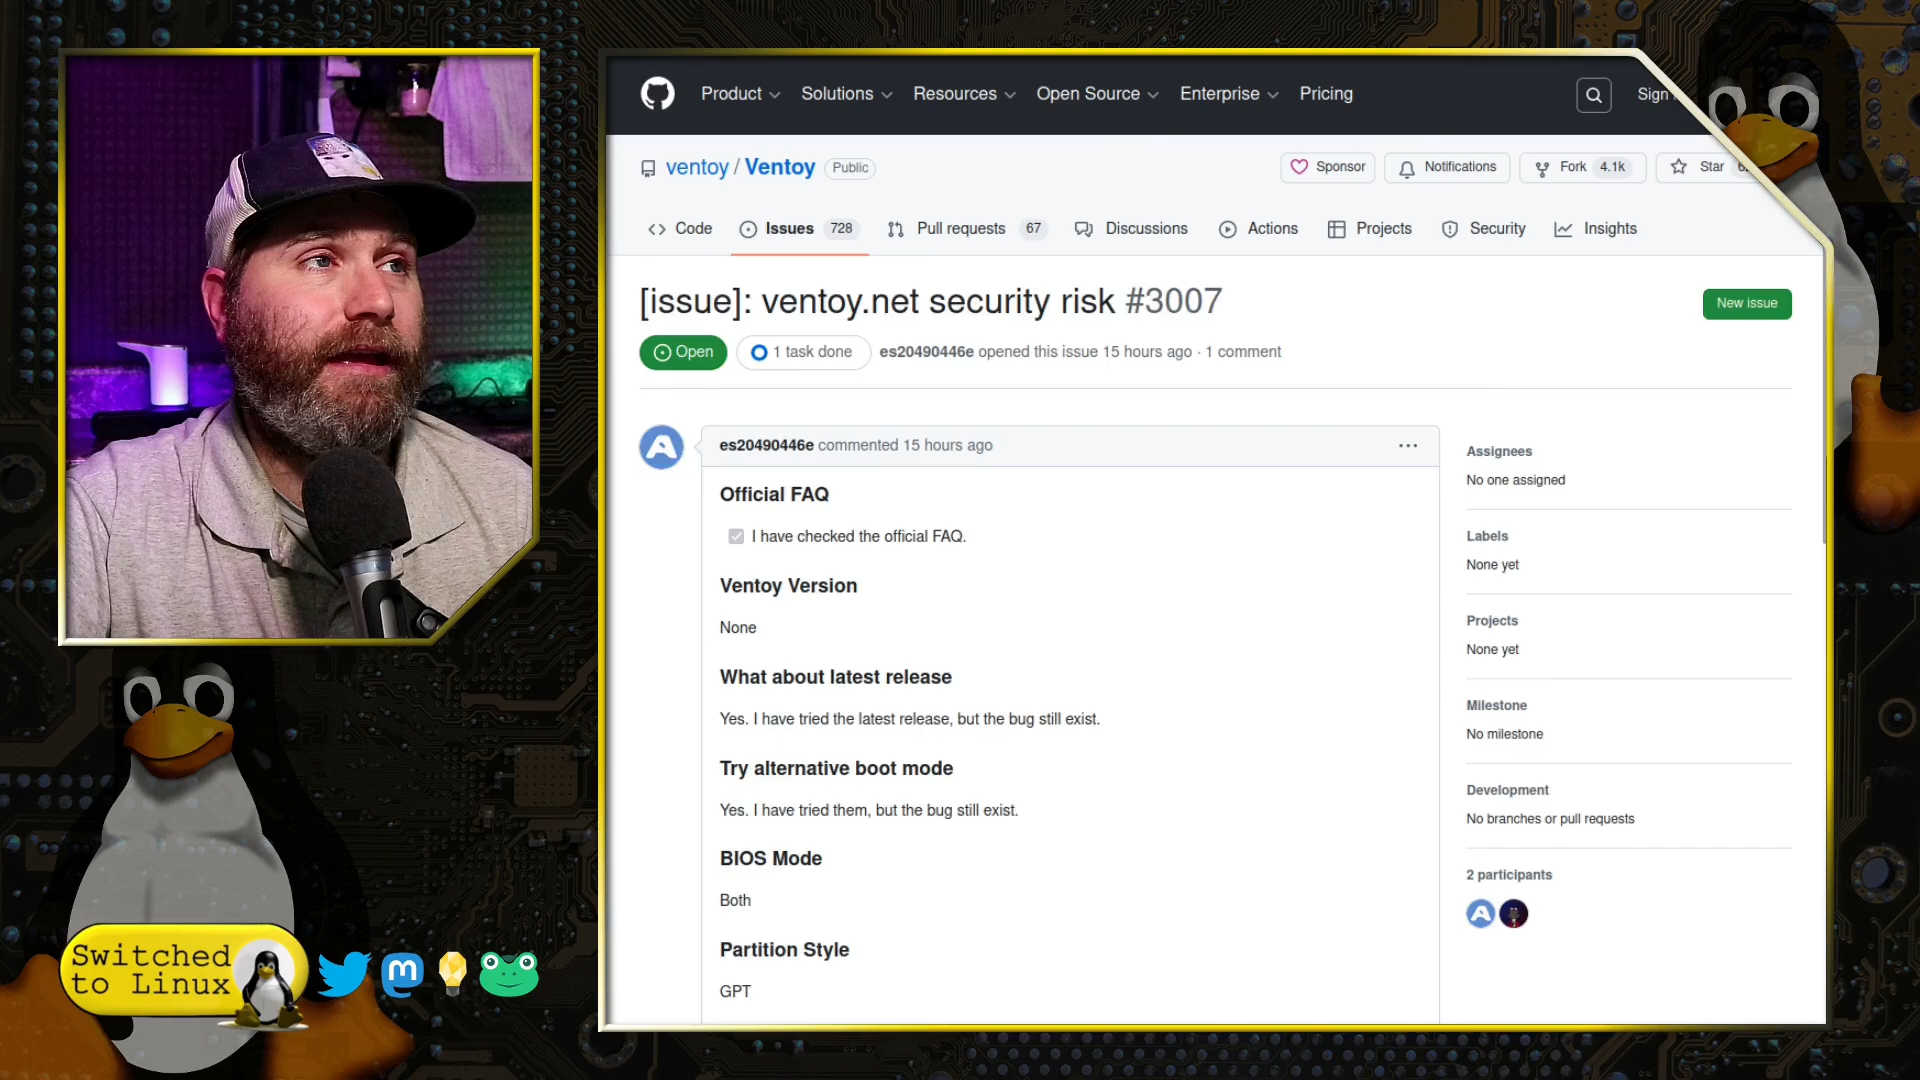 Product
Solutions
Resources
Open Source
Enterprise
Pricing
Sign
ventoy / Ventoy Public
Sponsor
Notifications
Fork 4.1k
Star
Code
Issues 728
Pull requests 67
Discussions
Actions
Projects
Security
Insights
[issue]: ventoy.net security risk #3007
New issue
Open
1 task done
es20490446e opened this issue 15 hours ago · 1 comment
es20490446e commented 15 hours ago
Official FAQ
I have checked the official FAQ.
Ventoy Version
None
What about latest release
Yes. I have tried the latest release, but the bug still exist.
Try alternative boot mode
Yes. I have tried them, but the bug still exist.
BIOS Mode
Both
Partition Style
GPT
Assignees
No one assigned
Labels
None yet
Projects
None yet
Milestone
No milestone
Development
No branches or pull requests
2 participants
Switched
to Linux